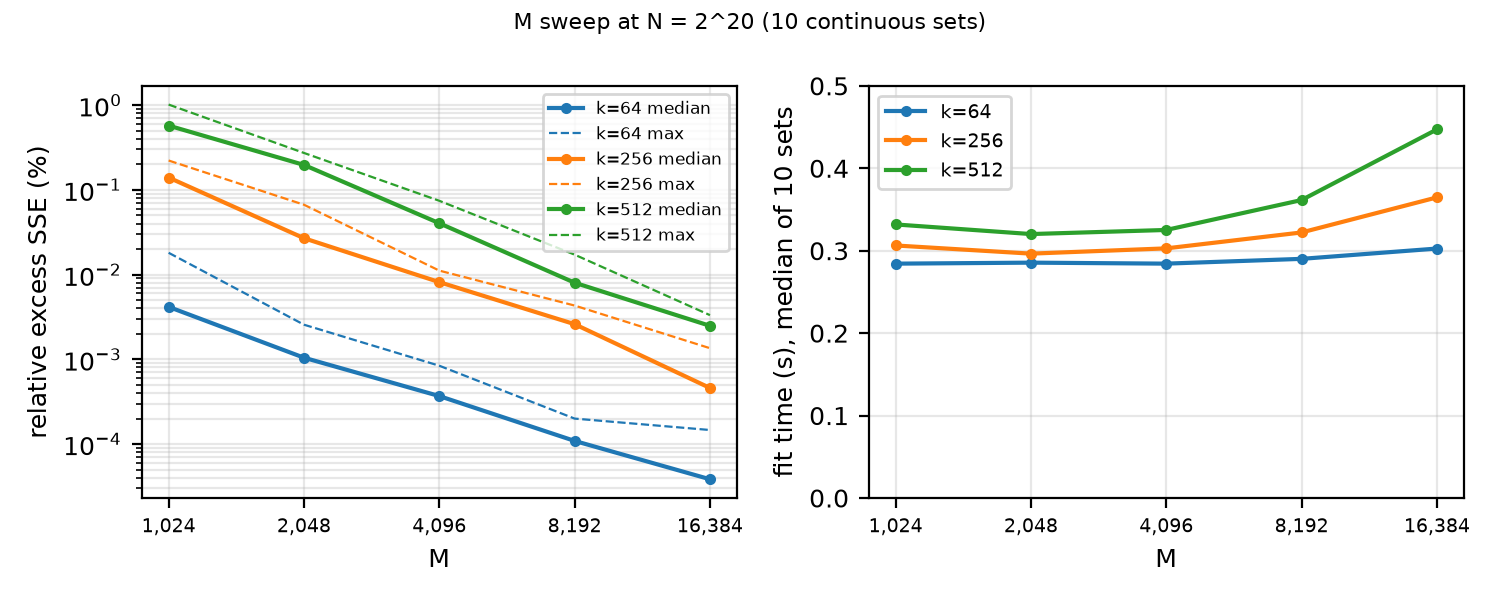 M sweep at N = 2^20 (10 continuous sets)
relative excess SSE (%)
10⁰
10⁻¹
10⁻²
10⁻³
10⁻⁴
k=64 median
k=64 max
k=256 median
k=256 max
k=512 median
k=512 max
1,024
2,048
4,096
8,192
16,384
M
fit time (s), median of 10 sets
0.5
0.4
0.3
0.2
0.1
0.0
k=64
k=256
k=512
1,024
2,048
4,096
8,192
16,384
M